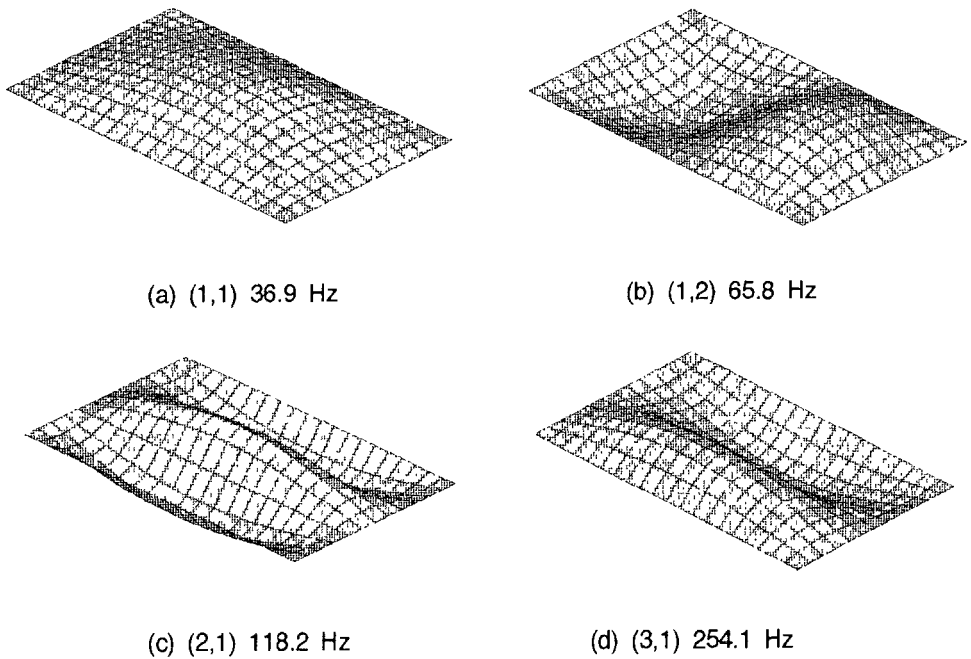 (a) (1,1) 36.9 Hz
(b) (1,2) 65.8 Hz
(c) (2,1) 118.2 Hz
(d) (3,1) 254.1 Hz